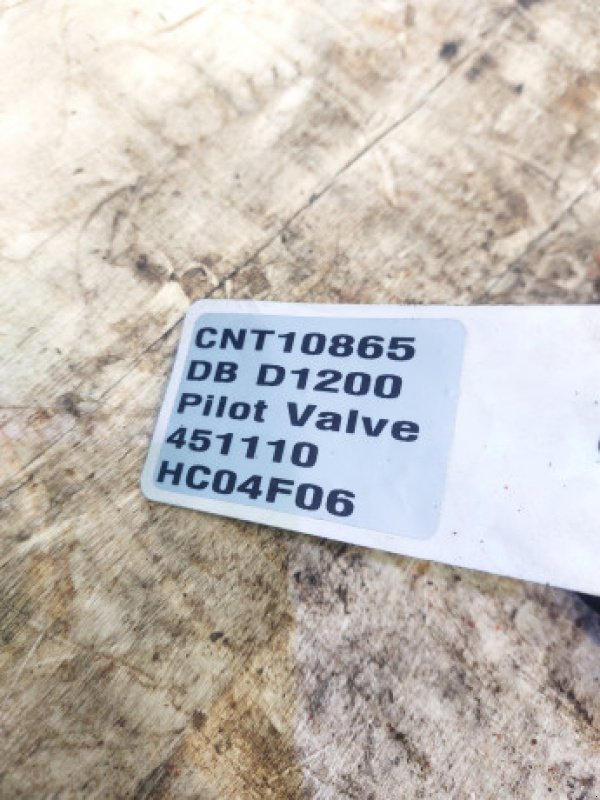 CNT10865
DB D1200
Pilot Valve
451110
HC04F06